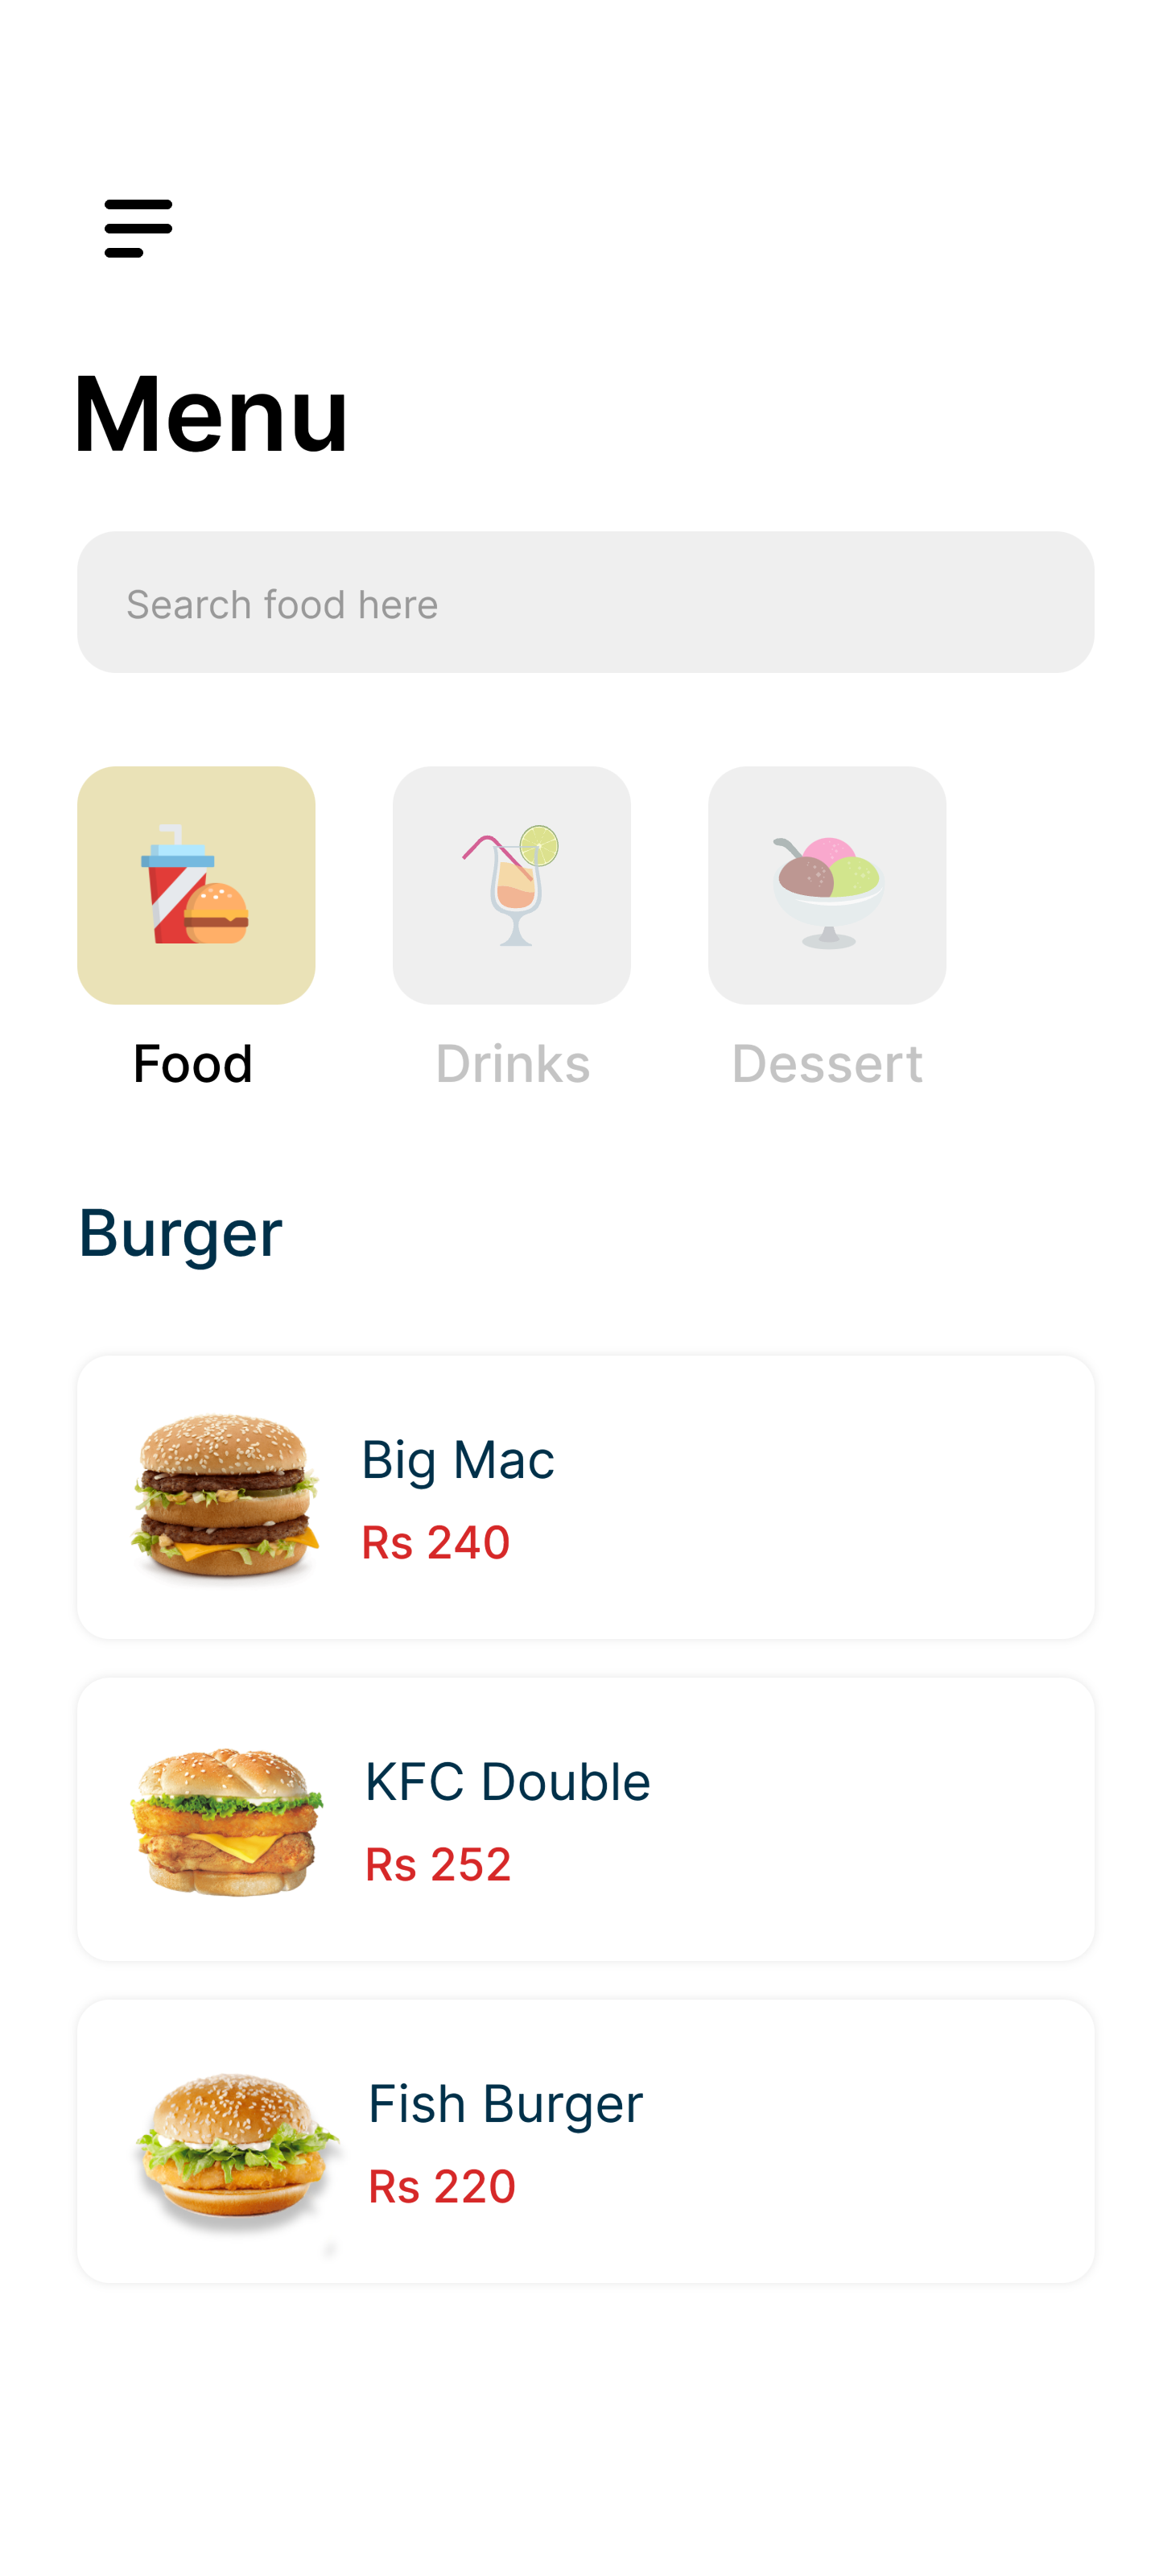 Menu
Search food here
Food
Drinks
Dessert
Burger
Big Mac
Rs 240
KFC Double
Rs 252
Fish Burger
Rs 220